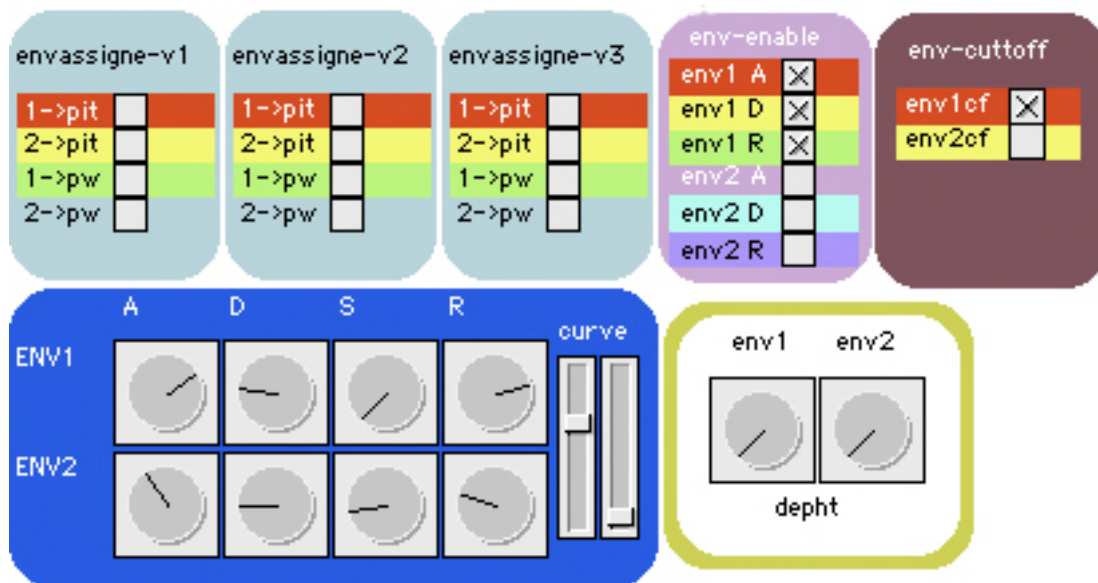 envassigne-v1
1->pit
2->pit
1->pw
2->pw
envassigne-v2
1->pit
2->pit
1->pw
2->pw
envassigne-v3
1->pit
2->pit
1->pw
2->pw
env-enable
env1 A
env1 D
env1 R
env2 A
env2 D
env2 R
env-cuttoff
env1cf
env2cf
A D S R
curve
ENV1
ENV2
env1 env2
depht